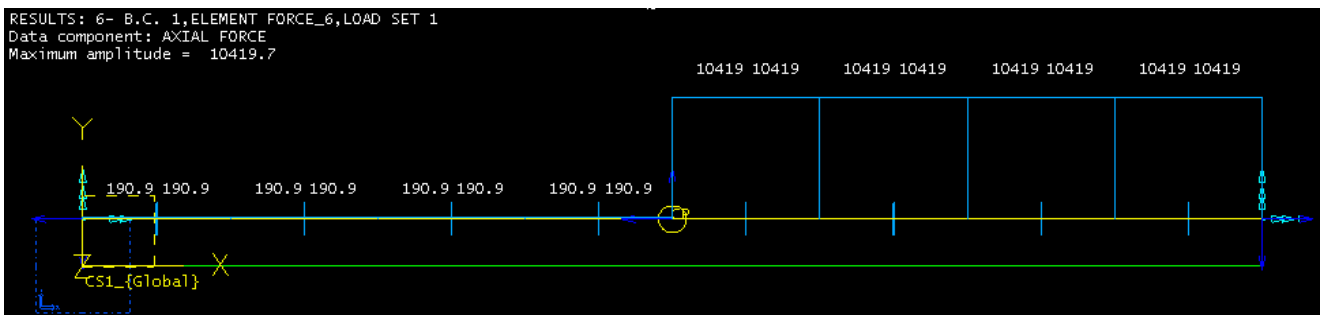 RESULTS: 6- B.C. 1,ELEMENT FORCE_6,LOAD SET 1
Data component: AXIAL FORCE
Maximum amplitude = 10419.7
10419 10419 10419 10419 10419 10419 10419 10419
Y
190.9 190.9 190.9 190.9 190.9 190.9 190.9 190.9
X
Z
CS1_{Global}